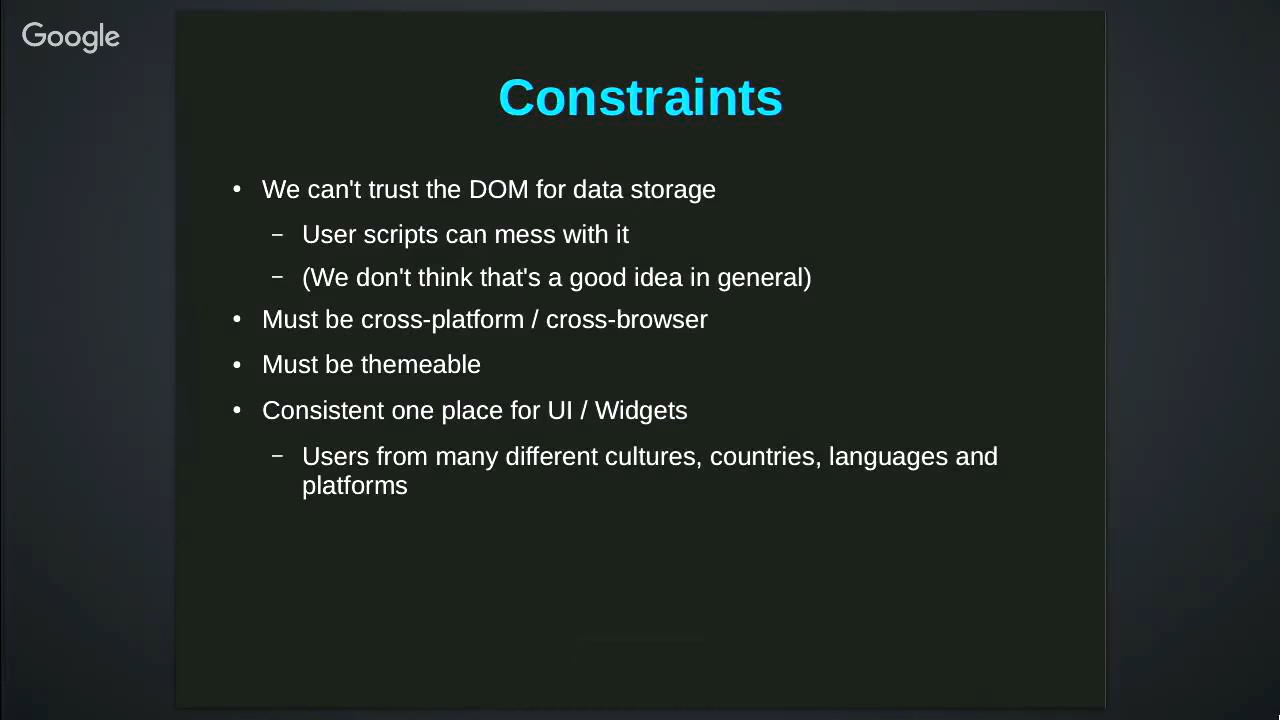 Google
Constraints
• We can't trust the DOM for data storage
– User scripts can mess with it
– (We don't think that's a good idea in general)
• Must be cross-platform / cross-browser
• Must be themeable
• Consistent one place for UI / Widgets
– Users from many different cultures, countries, languages and
platforms